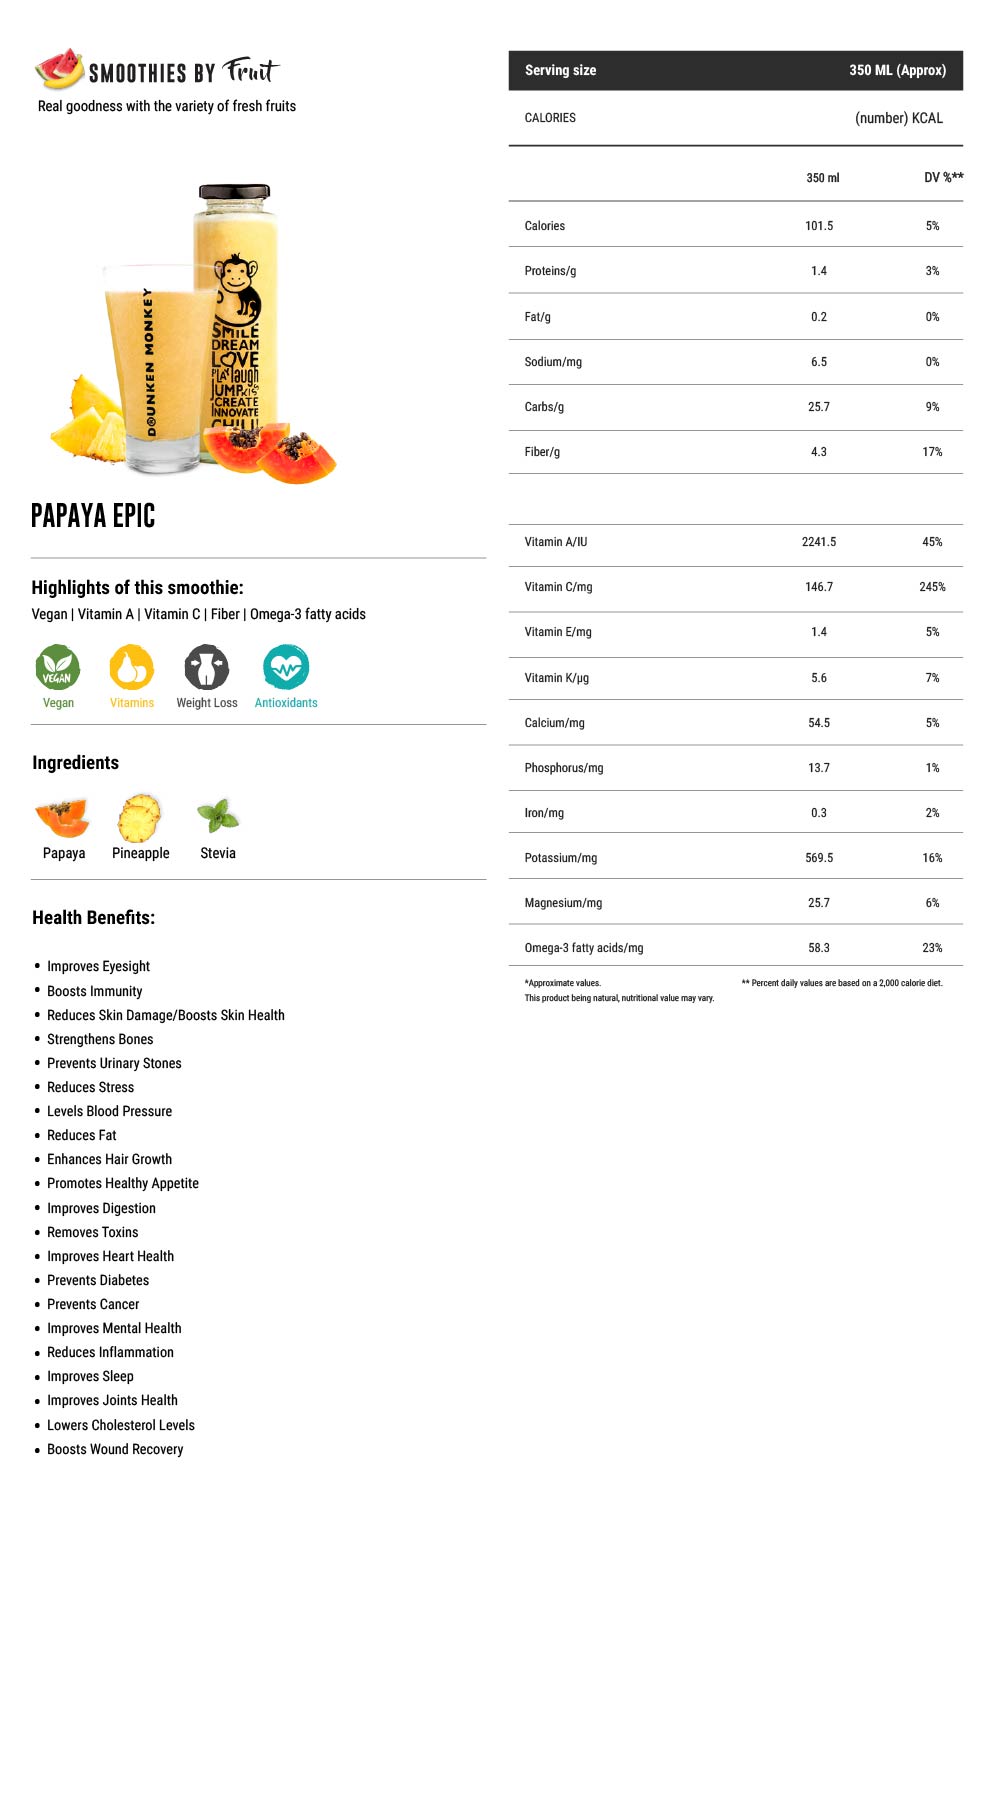 SMOOTHIES BY Fruit
Real goodness with the variety of fresh fruits
DRUNKEN MONKEY
SMILE
DREAM
LOVE
PLAY laugh
JUMP kiss
CREATE
INNOVATE
CHILL
PAPAYA EPIC
Highlights of this smoothie:
Vegan | Vitamin A | Vitamin C | Fiber | Omega-3 fatty acids
VEGAN
Vegan Vitamins Weight Loss Antioxidants
Ingredients
Papaya Pineapple Stevia
Health Benefits:
• Improves Eyesight
• Boosts Immunity
• Reduces Skin Damage/Boosts Skin Health
• Strengthens Bones
• Prevents Urinary Stones
• Reduces Stress
• Levels Blood Pressure
• Reduces Fat
• Enhances Hair Growth
• Promotes Healthy Appetite
• Improves Digestion
• Removes Toxins
• Improves Heart Health
• Prevents Diabetes
• Prevents Cancer
• Improves Mental Health
• Reduces Inflammation
• Improves Sleep
• Improves Joints Health
• Lowers Cholesterol Levels
• Boosts Wound Recovery
Serving size 350 ML (Approx)
CALORIES (number) KCAL
350 ml DV %**
Calories 101.5 5%
Proteins/g 1.4 3%
Fat/g 0.2 0%
Sodium/mg 6.5 0%
Carbs/g 25.7 9%
Fiber/g 4.3 17%
Vitamin A/IU 2241.5 45%
Vitamin C/mg 146.7 245%
Vitamin E/mg 1.4 5%
Vitamin K/µg 5.6 7%
Calcium/mg 54.5 5%
Phosphorus/mg 13.7 1%
Iron/mg 0.3 2%
Potassium/mg 569.5 16%
Magnesium/mg 25.7 6%
Omega-3 fatty acids/mg 58.3 23%
*Approximate values. ** Percent daily values are based on a 2,000 calorie diet.
This product being natural, nutritional value may vary.